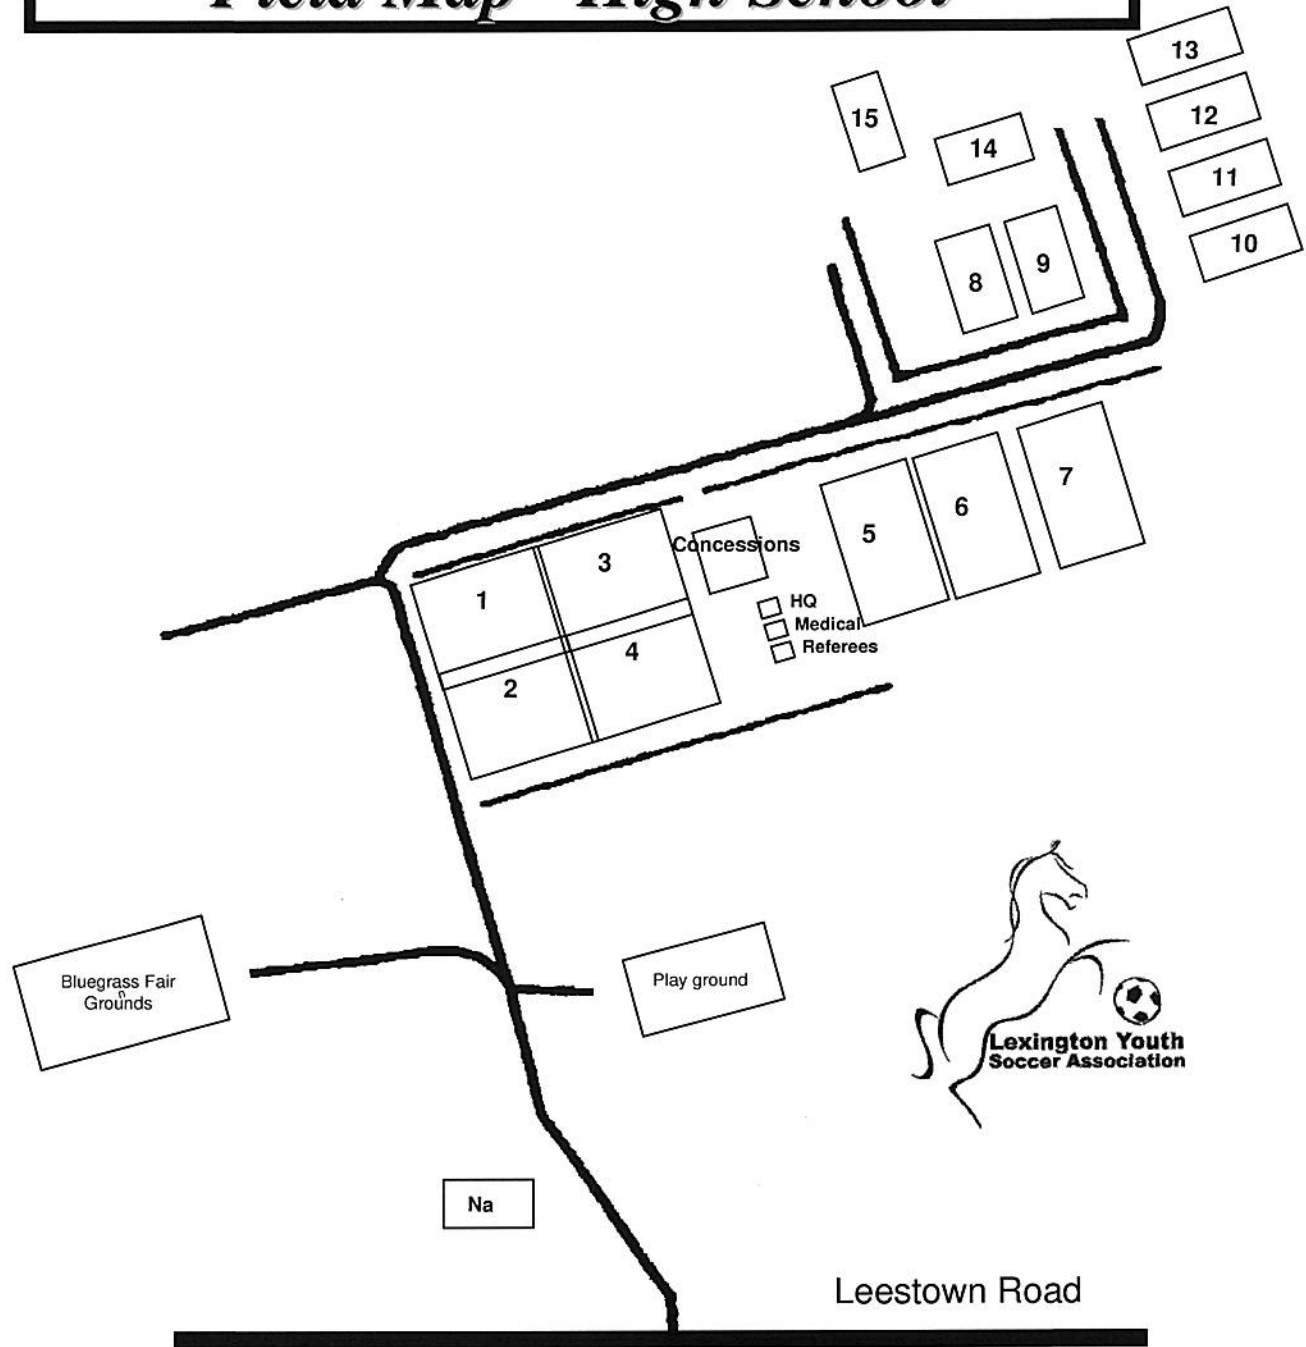 Field Map - High School
13
15
12
14
11
10
9
8
7
6
5
3
Concessions
1
HQ
Medical
4
Referees
2
Bluegrass Fair
n
Grounds
Play ground
Lexington Youth
Soccer Association
Na
Leestown Road